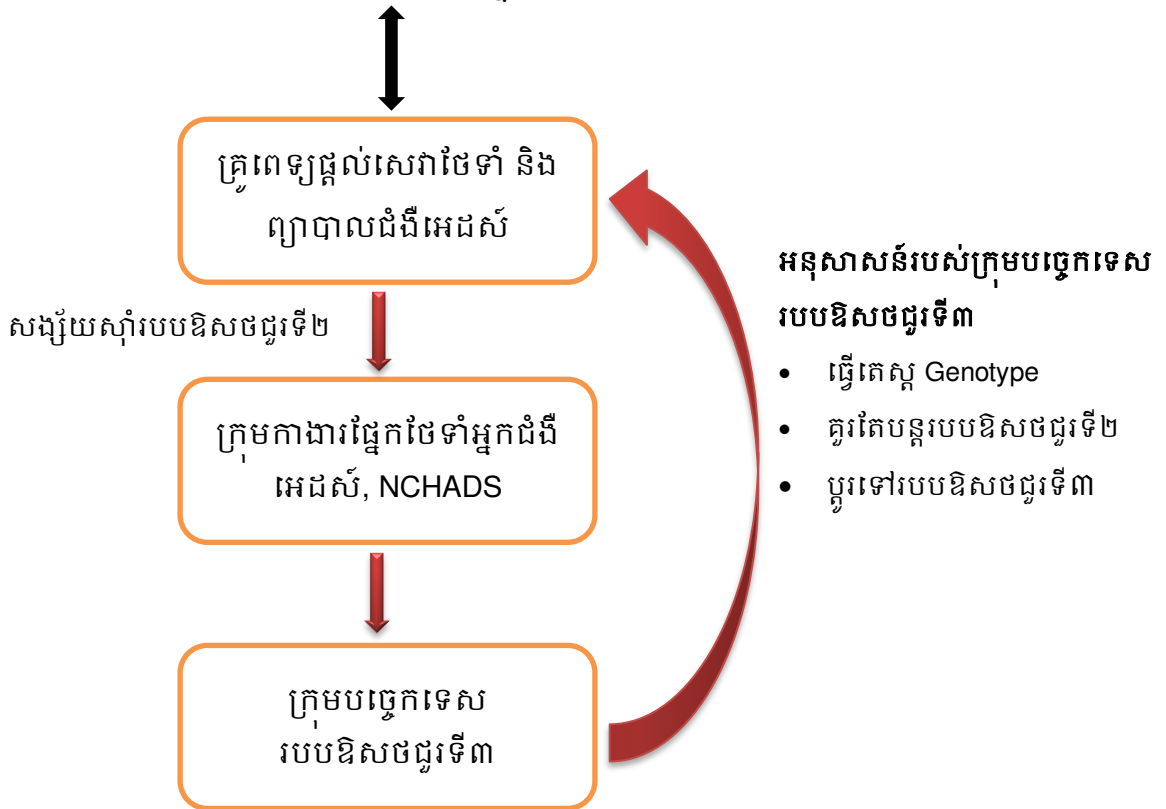 គ្រូពេទ្យផ្តល់សេវាថែទាំ និង
ព្យាបាលជំងឺអេដស៍
សង្ស័យស៊ាំរបបឱសថជួរទី២
ក្រុមកាងារផ្នែកថែទាំអ្នកជំងឺ
អេដស៍, NCHADS
ក្រុមបច្ចេកទេស
របបឱសថជួរទី៣
អនុសាសន៍របស់ក្រុមបច្ចេកទេស
របបឱសថជួរទី៣
• ធ្វើតេស្ត Genotype
• គួរតែបន្តរបបឱសថជួរទី២
• ប្តូរទៅរបបឱសថជួរទី៣